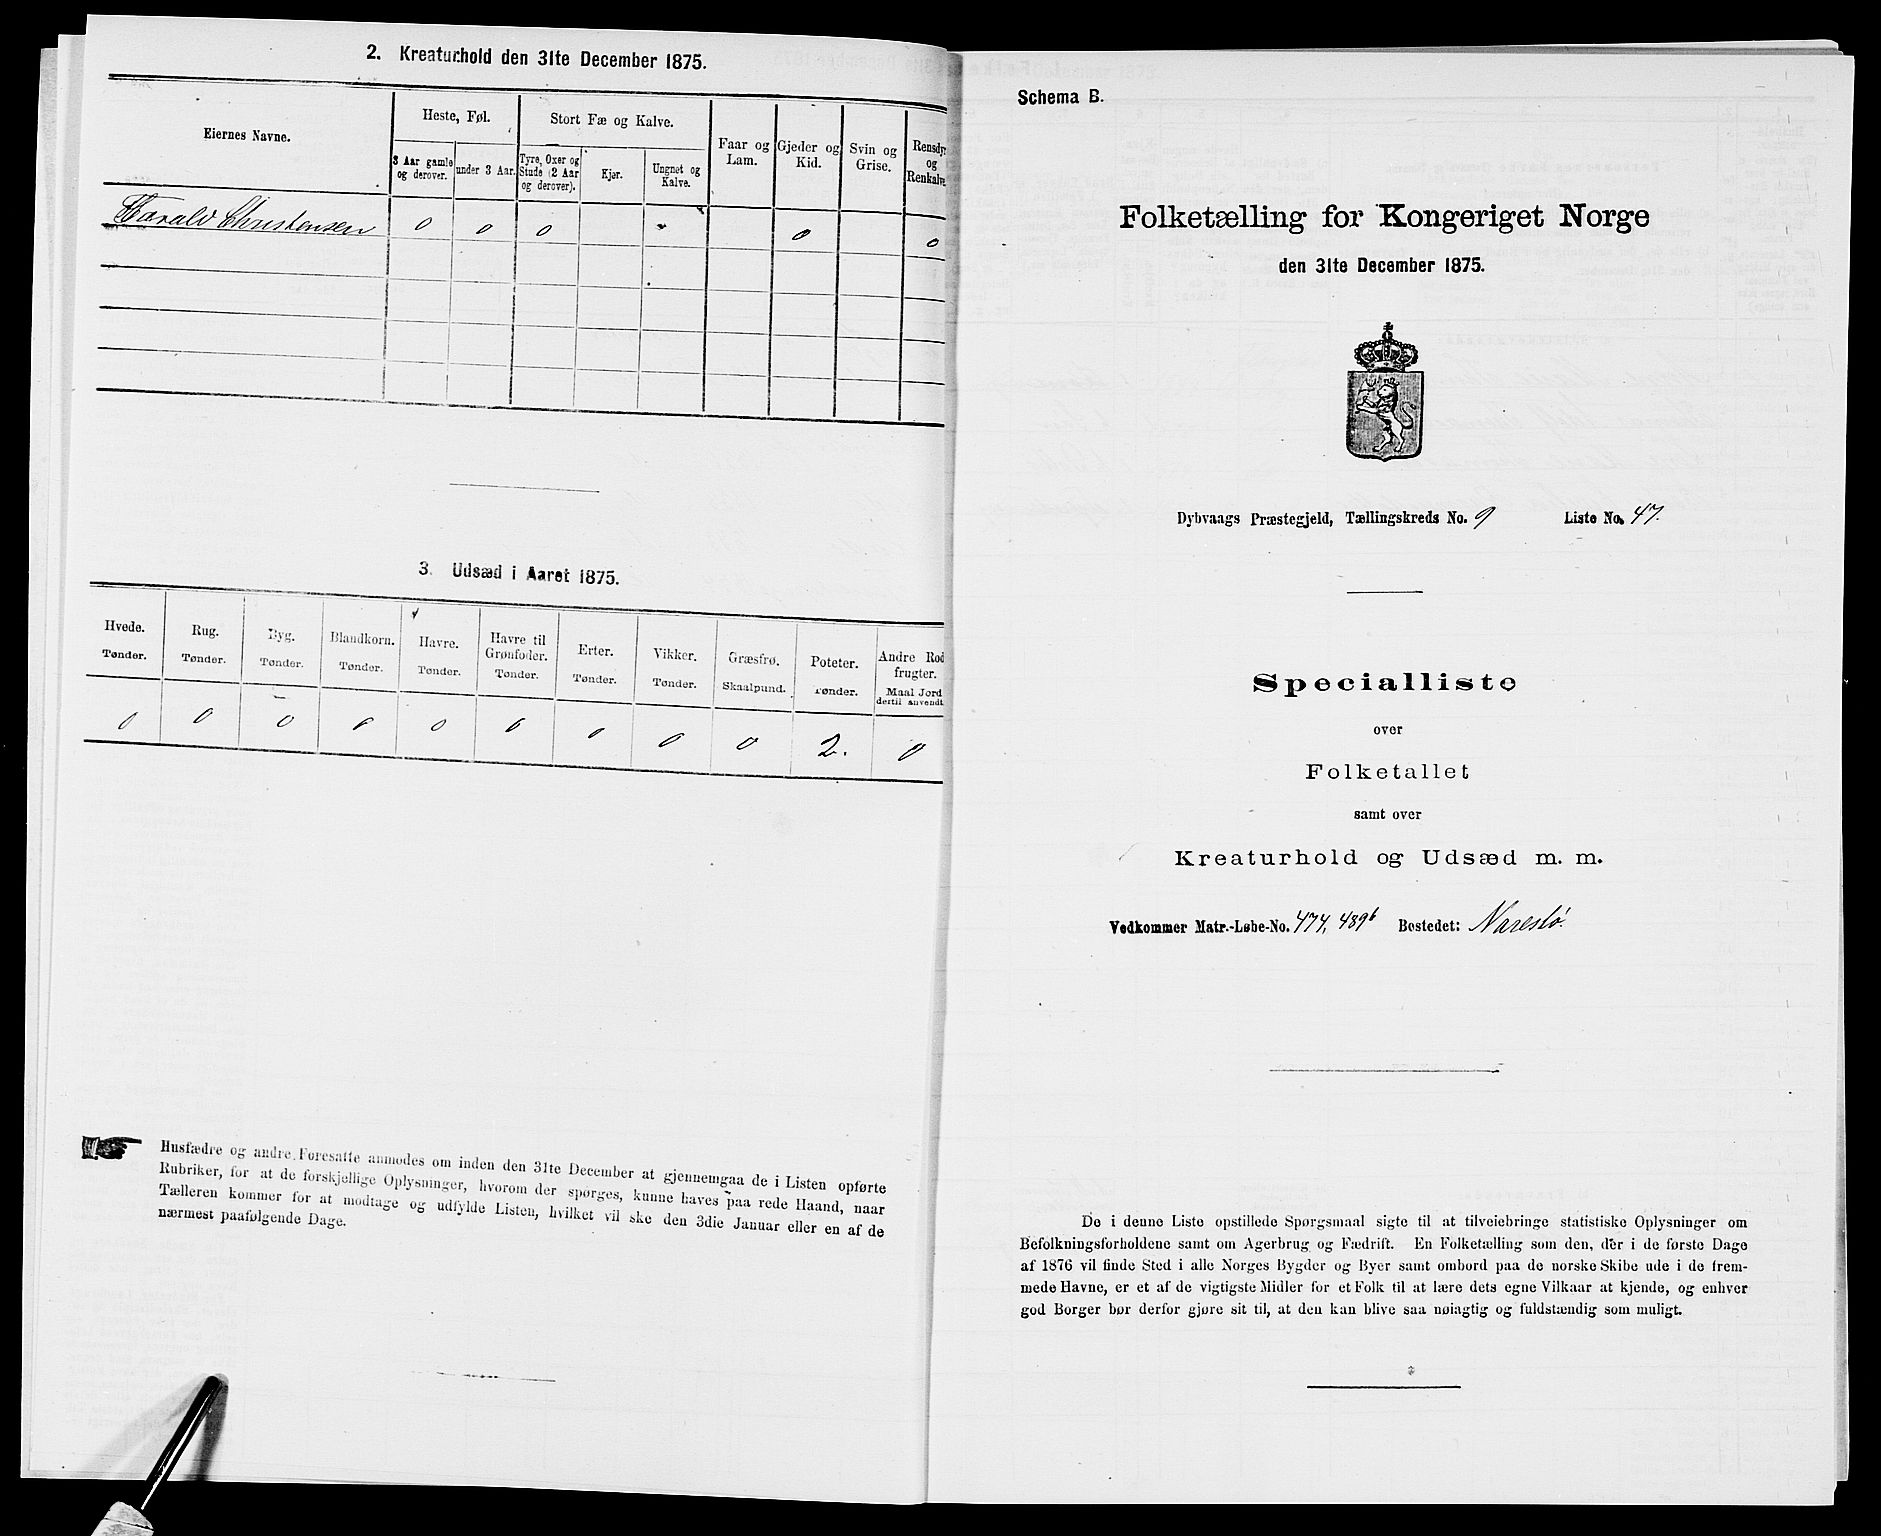 2. Kreaturhold den 31te December 1875.
Eiernes Navne.
Heste, Føl.
Stort Fæ og Kalve.
Faar og Lam.
Gjeder og Kid.
Svin og Grise.
Rensdyr og Renkalve
3 Aar gamle og derover.
under 3 Aar.
Tyre, Oxer og Stude (2 Aar og derover).
Kjør.
Ungnet og Kalve.
Harald Christensen 0 0 0 0 0
3. Udsæd i Aaret 1875.
Hvede. Rug. Byg. Blandkorn. Havre. Havre til Grønfoder. Erter. Vikker. Græsfrø. Poteter. Andre Rod frugter.
Tønder. Tønder. Tønder. Tønder. Tønder. Tønder. Tønder. Tønder. Skaalpund. Tønder. Maal Jord dertil anvendt.
0 0 0 0 0 0 0 0 0 2. 0
Husfædre og andre Foresatte anmodes om inden den 31te December at gjennemgaa de i Listen opførte
Rubriker, for at de forskjellige Oplysninger, hvorom der spørges, kunne haves paa rede Haand, naar
Tælleren kommer for at modtage og udfylde Listen, hvilket vil ske den 3die Januar eller en af de
nærmest paafølgende Dage.
Schema B.
Folketælling for Kongeriget Norge
den 31te December 1875.
Dybvaags Præstegjeld, Tællingskreds No. 9 Liste No. 47.
Specialliste
over
Folketallet
samt over
Kreaturhold og Udsæd m. m.
Vedkommer Matr.-Løbe-No. 474, 489b Bostedet: Narestö.
De i denne Liste opstillede Spørgsmaal sigte til at tilveiebringe statistiske Oplysninger om
Befolkningsforholdene samt om Agerbrug og Fædrift. En Folketælling som den, der i de første Dage
af 1876 vil finde Sted i alle Norges Bygder og Byer samt ombord paa de norske Skibe ude i de frem-
mede Havne, er et af de vigtigste Midler for et Folk til at lære dets egne Vilkaar at kjende, og enhver
god Borger bør derfor gjøre sit til, at den kan blive saa nøiagtig og fuldstændig som muligt.